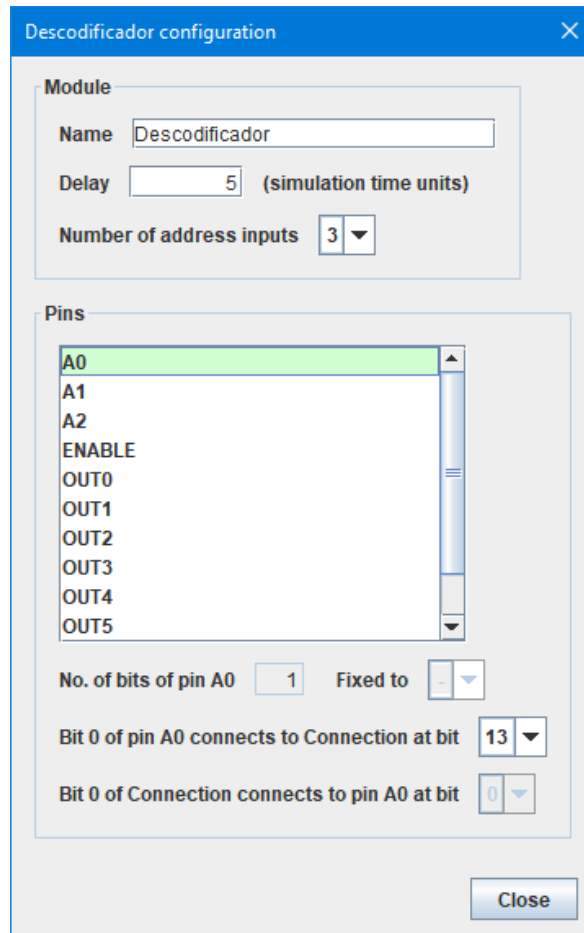 Descodificador configuration
Module
Name Descodificador
Delay 5 (simulation time units)
Number of address inputs 3
Pins
A0
A1
A2
ENABLE
OUT0
OUT1
OUT2
OUT3
OUT4
OUT5
No. of bits of pin A0 1 Fixed to -
Bit 0 of pin A0 connects to Connection at bit 13
Bit 0 of Connection connects to pin A0 at bit 0
Close